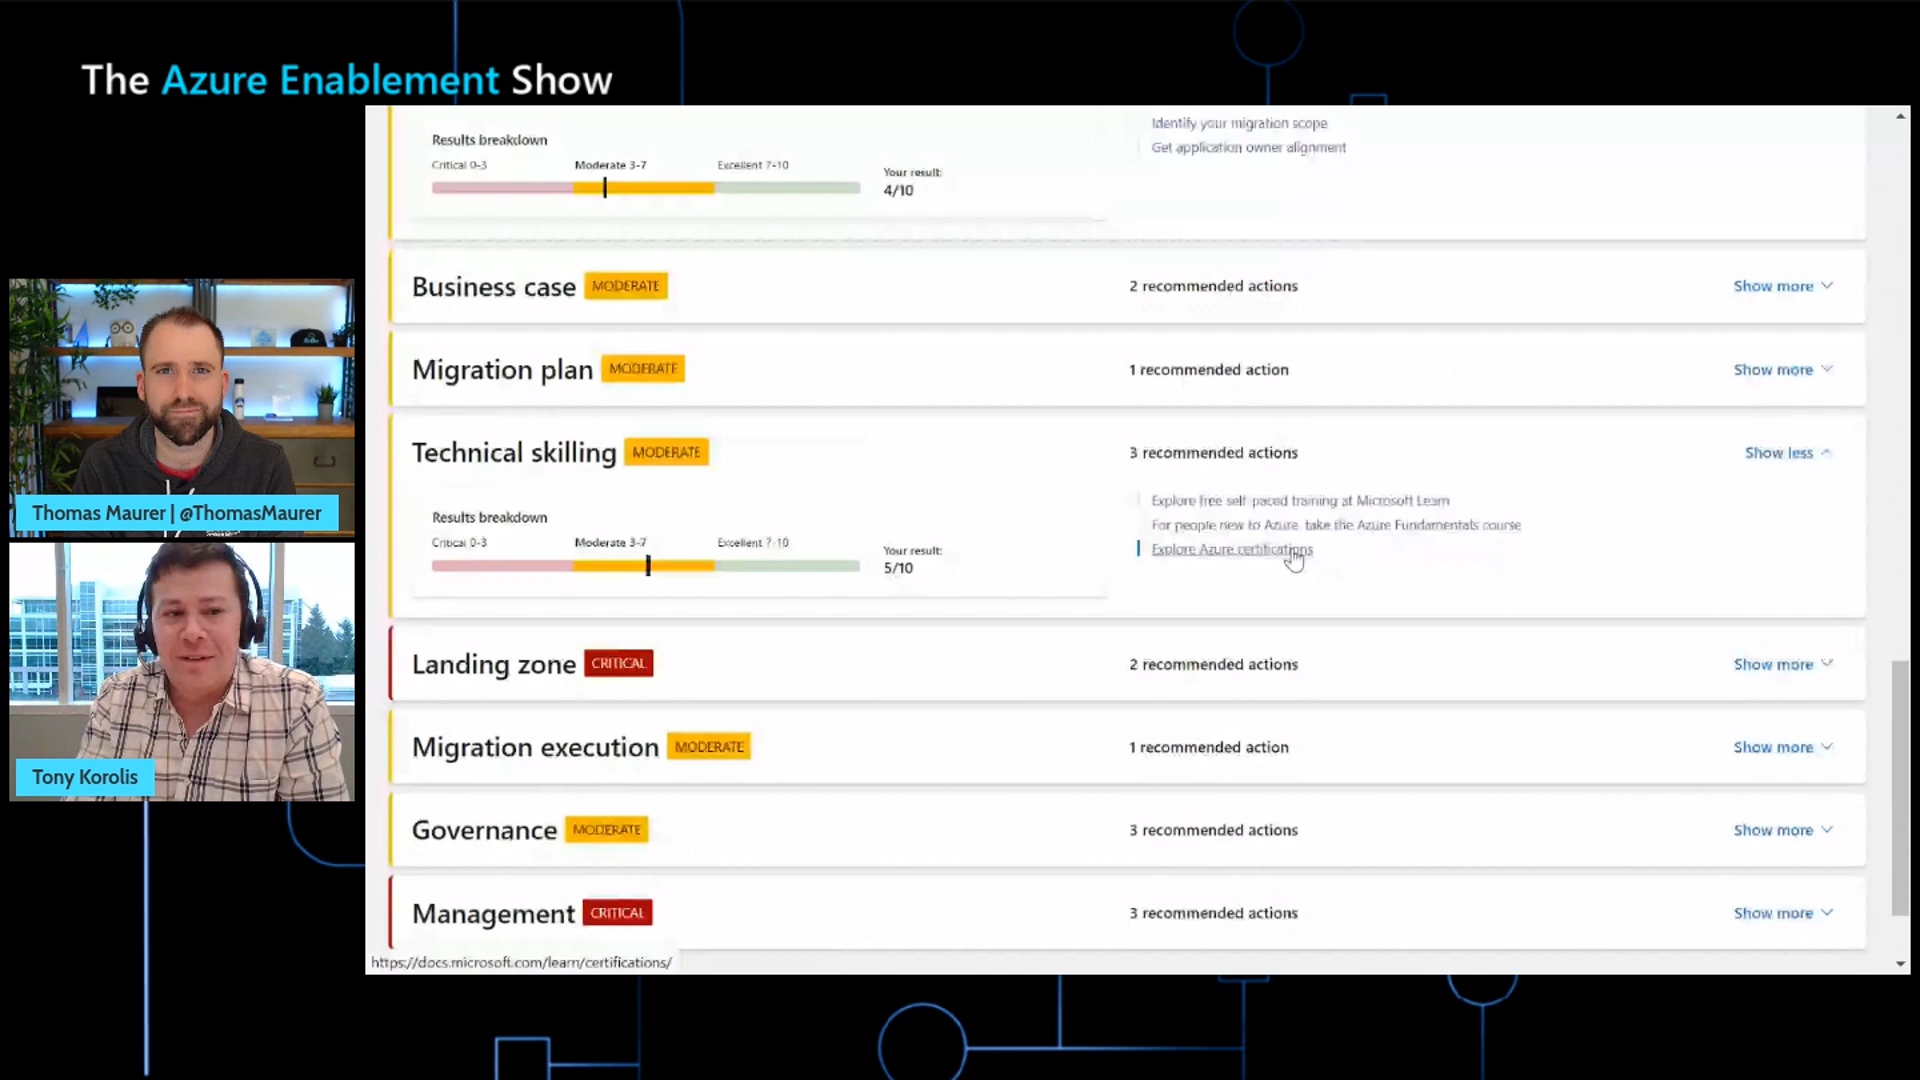 The Azure Enablement Show
Identify your migration scope
Get application owner alignment
Results breakdown
Critical 0-3
Moderate 3-7
Excellent 7-10
Your result:
4/10
Business case MODERATE
2 recommended actions
Show more
Migration plan MODERATE
1 recommended action
Show more
Technical skilling MODERATE
3 recommended actions
Show less
Explore free self-paced training at Microsoft Learn
For people new to Azure, take the Azure Fundamentals course
Explore Azure certifications
Results breakdown
Critical 0-3
Moderate 3-7
Excellent 7-10
Your result:
5/10
Landing zone CRITICAL
2 recommended actions
Show more
Migration execution MODERATE
1 recommended action
Show more
Governance MODERATE
3 recommended actions
Show more
Management CRITICAL
3 recommended actions
Show more
https://docs.microsoft.com/learn/certifications/
Thomas Maurer | @ThomasMaurer
Tony Korolis